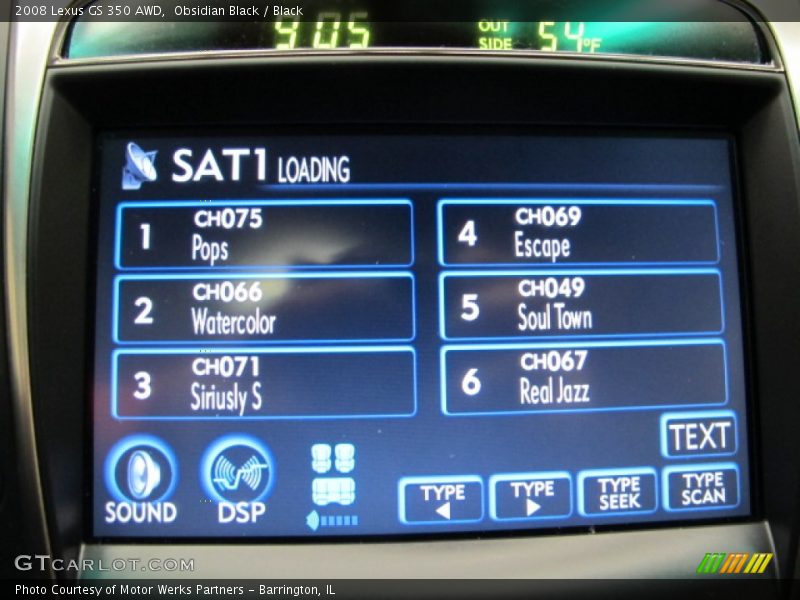 2008 Lexus GS 350 AWD,  Obsidian Black / Black
9:05
OUT SIDE 54°F
SAT1 LOADING
1 CH075 Pops
4 CH069 Escape
2 CH066 Watercolor
5 CH049 Soul Town
3 CH071 Siriusly S
6 CH067 Real Jazz
TEXT
SOUND
DSP
TYPE ◄
TYPE ►
TYPE SEEK
TYPE SCAN
GTCARLOT.COM
Photo Courtesy of Motor Werks Partners - Barrington, IL